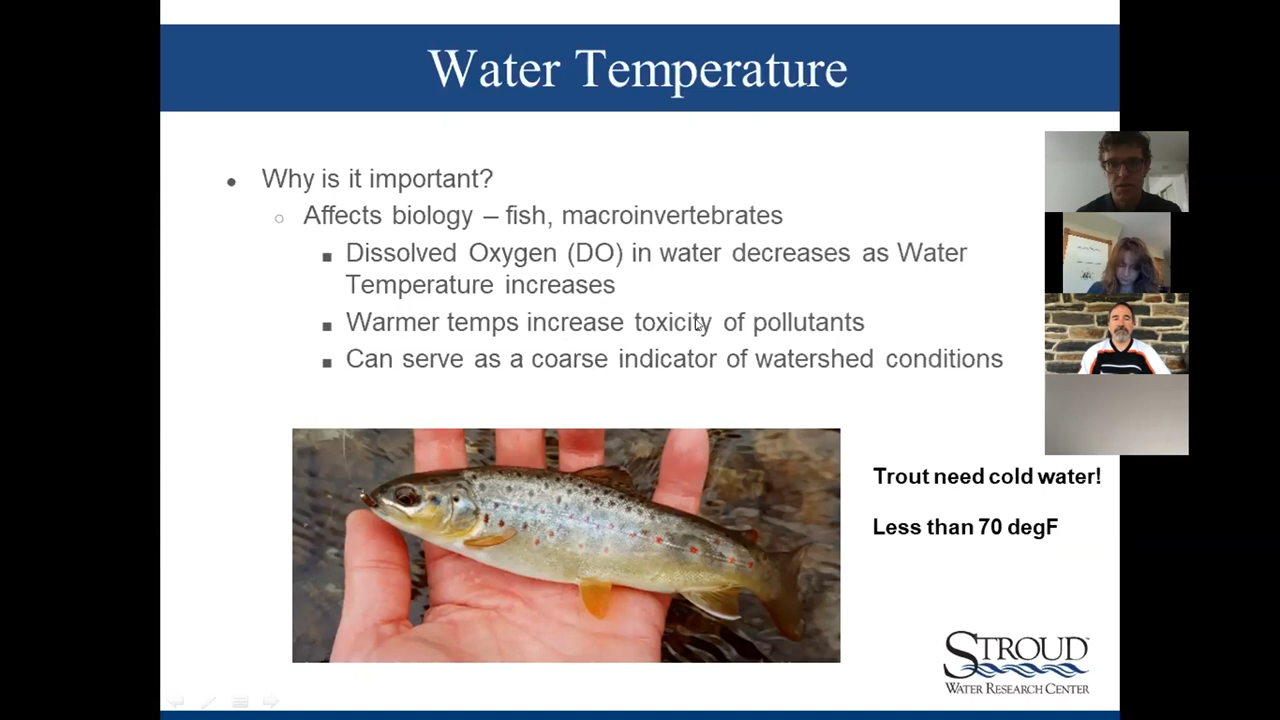 Water Temperature
Why is it important?
Affects biology – fish, macroinvertebrates
Dissolved Oxygen (DO) in water decreases as Water
Temperature increases
Warmer temps increase toxicity of pollutants
Can serve as a coarse indicator of watershed conditions
Trout need cold water!
Less than 70 degF
STROUD
WATER RESEARCH CENTER